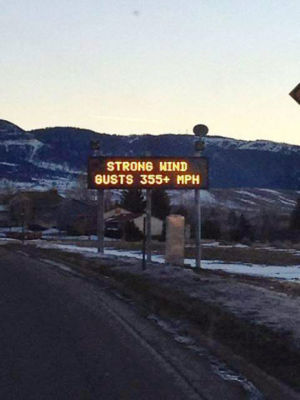 STRONG WIND
GUSTS 355+ MPH